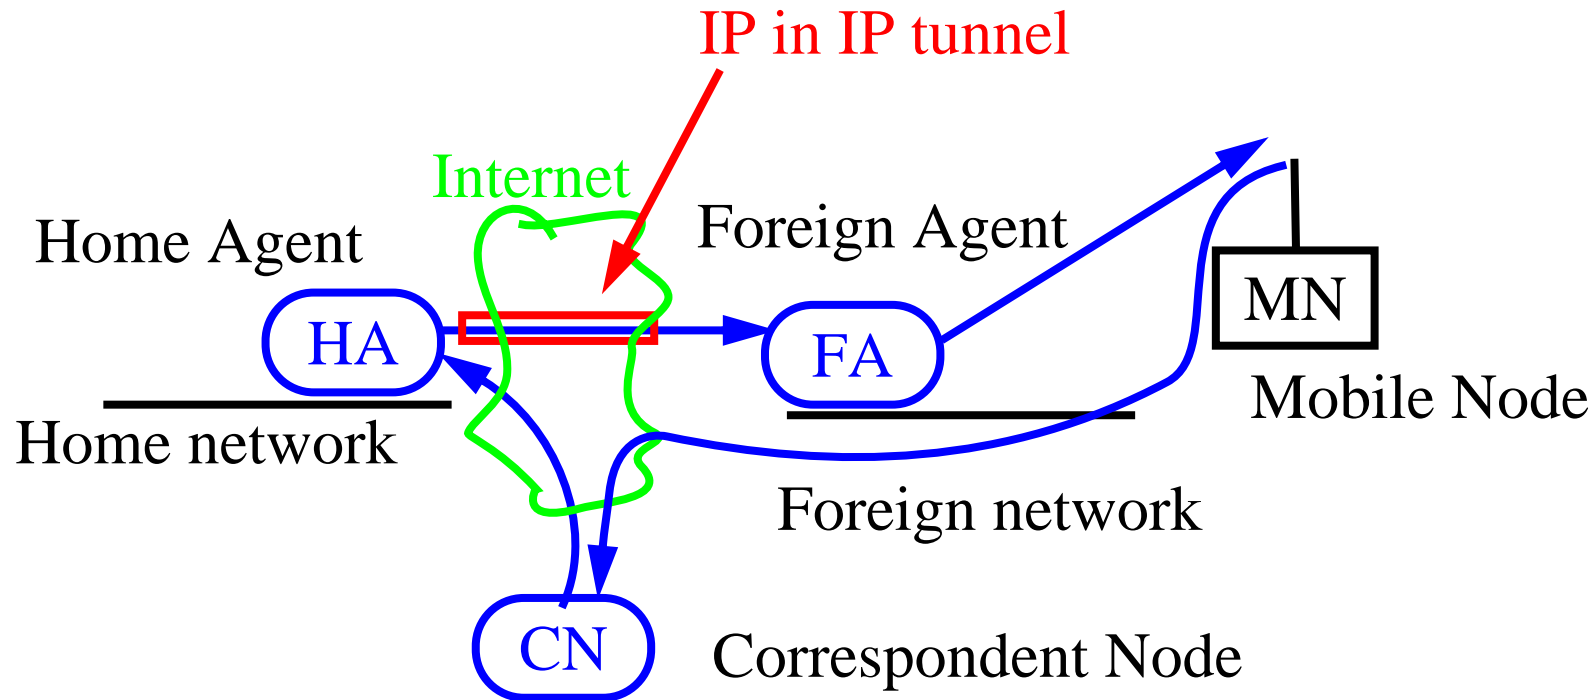 IP in IP tunnel
Internet
Home Agent
Foreign Agent
HA
FA
MN
Mobile Node
Home network
Foreign network
CN
Correspondent Node